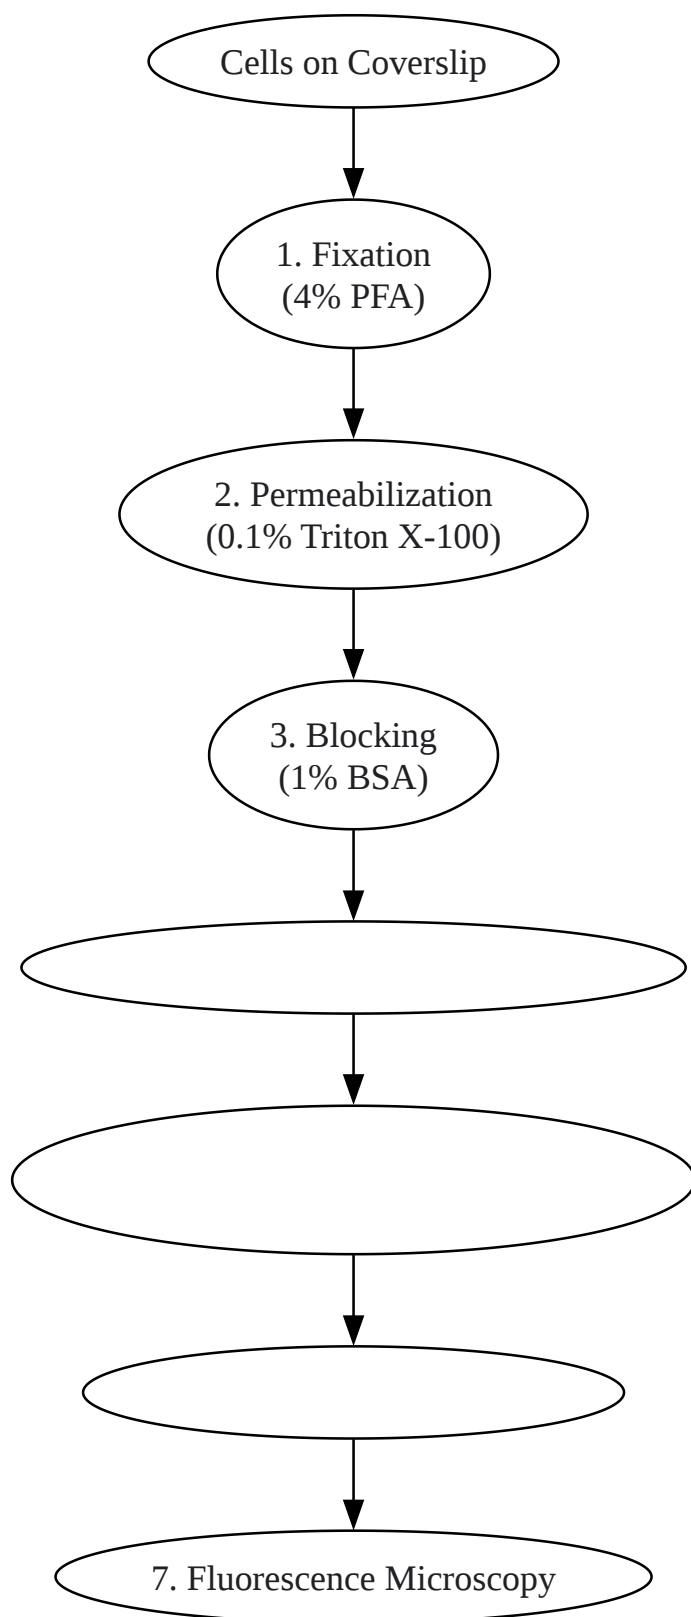 Cells on Coverslip
1. Fixation
(4% PFA)
2. Permeabilization
(0.1% Triton X-100)
3. Blocking
(1% BSA)
7. Fluorescence Microscopy